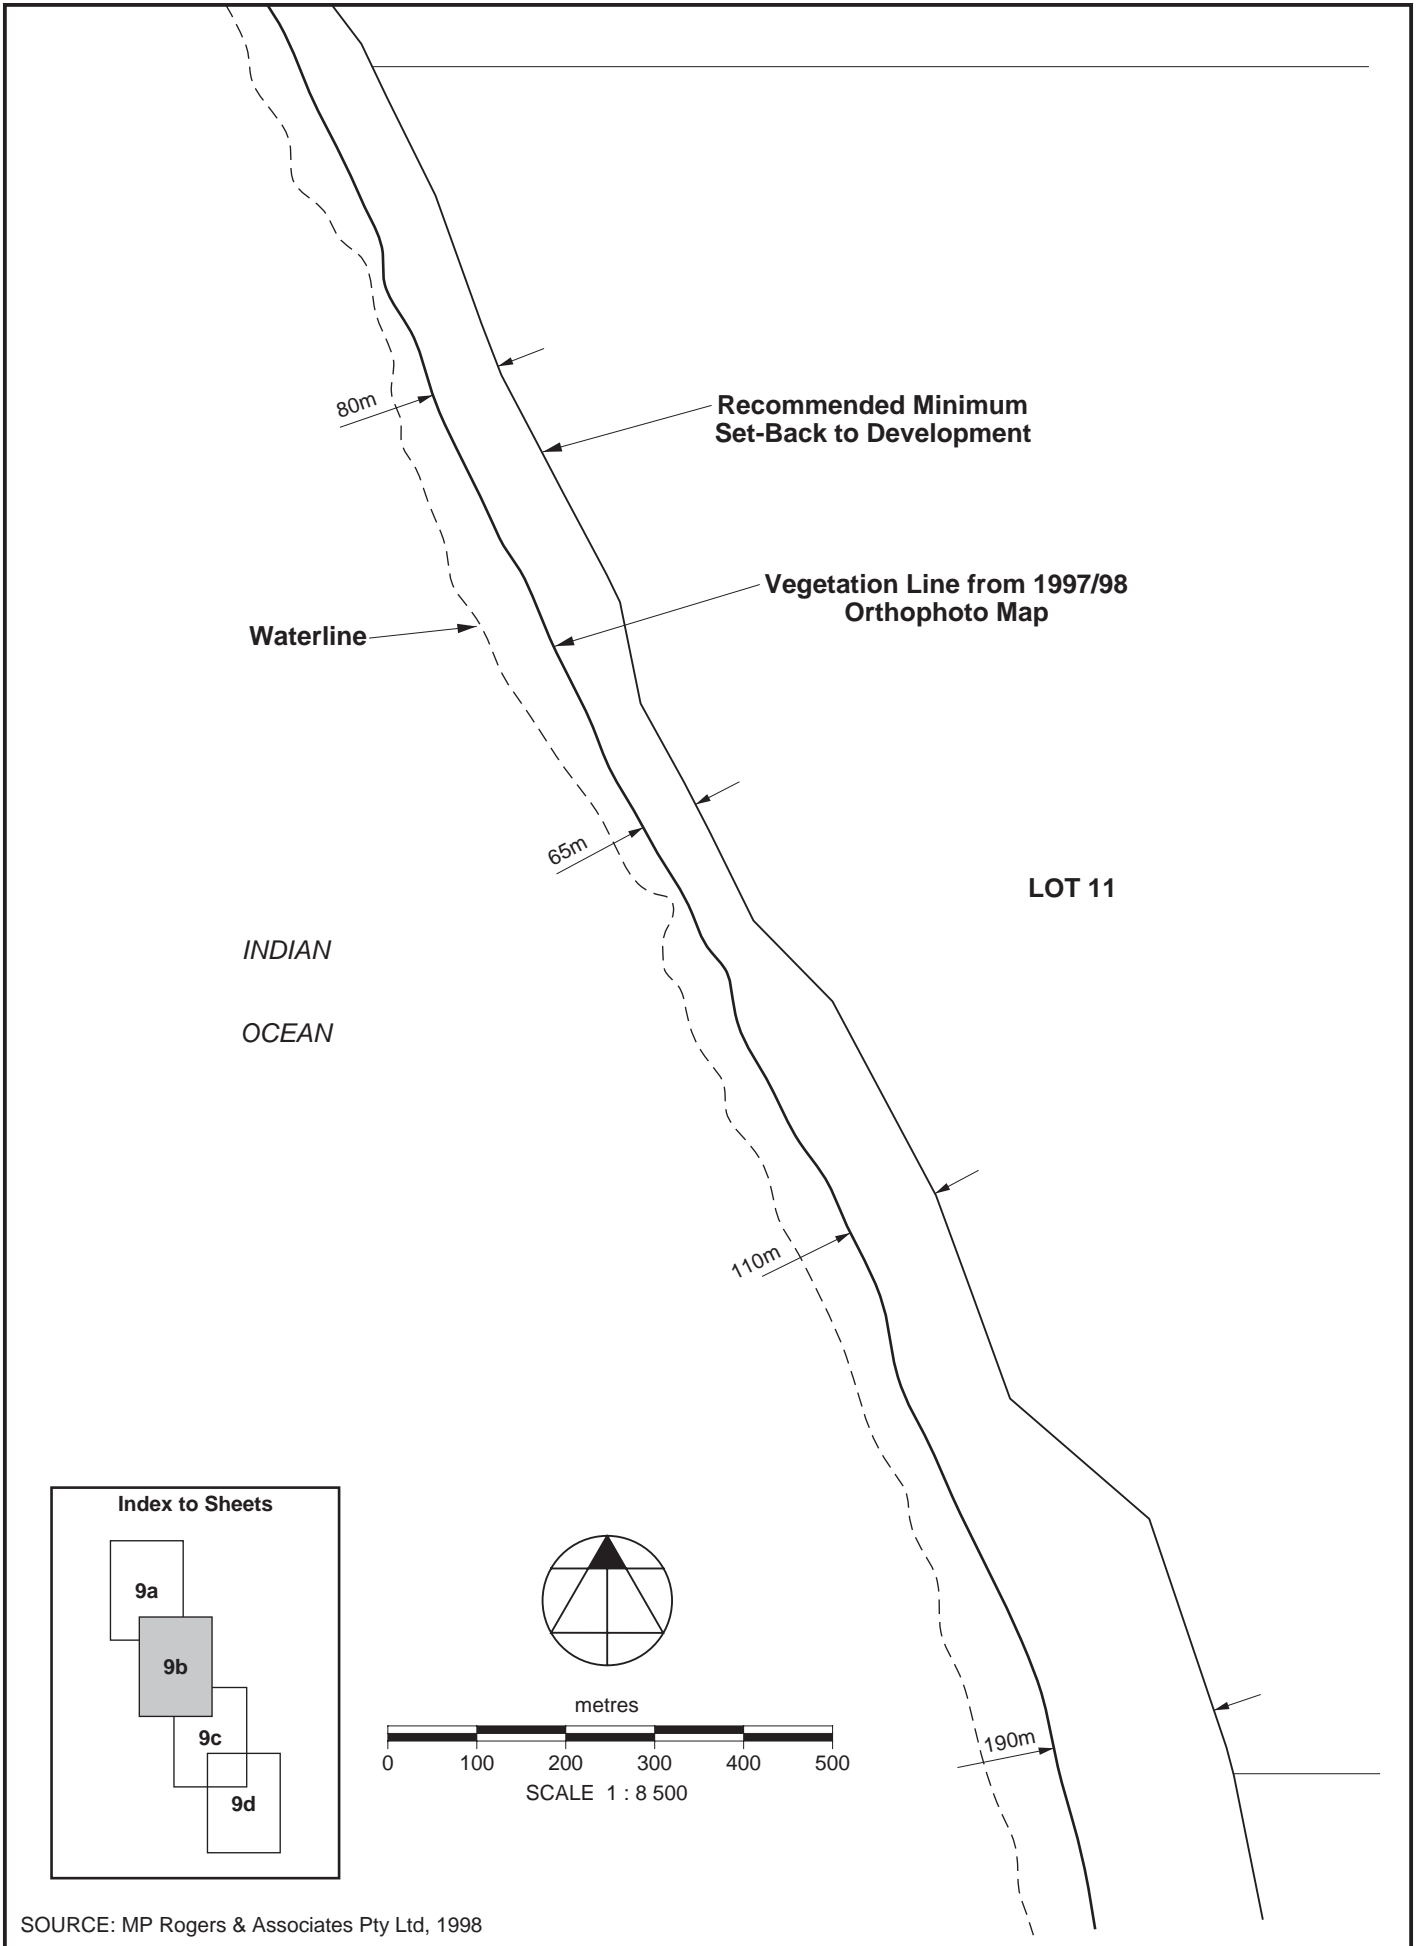 80m
Recommended Minimum
Set-Back to Development
Vegetation Line from 1997/98
Orthophoto Map
Waterline
65m
LOT 11
INDIAN
OCEAN
110m
Index to Sheets
9a
9b
9c
9d
metres
0 100 200 300 400 500
SCALE 1 : 8 500
190m
SOURCE: MP Rogers & Associates Pty Ltd, 1998